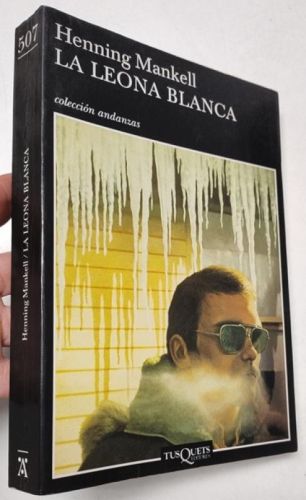 Henning Mankell
LA LEONA BLANCA
colección andanzas
TUSQUETS
EDITORES
507
Henning Mankell / LA LEONA BLANCA
A